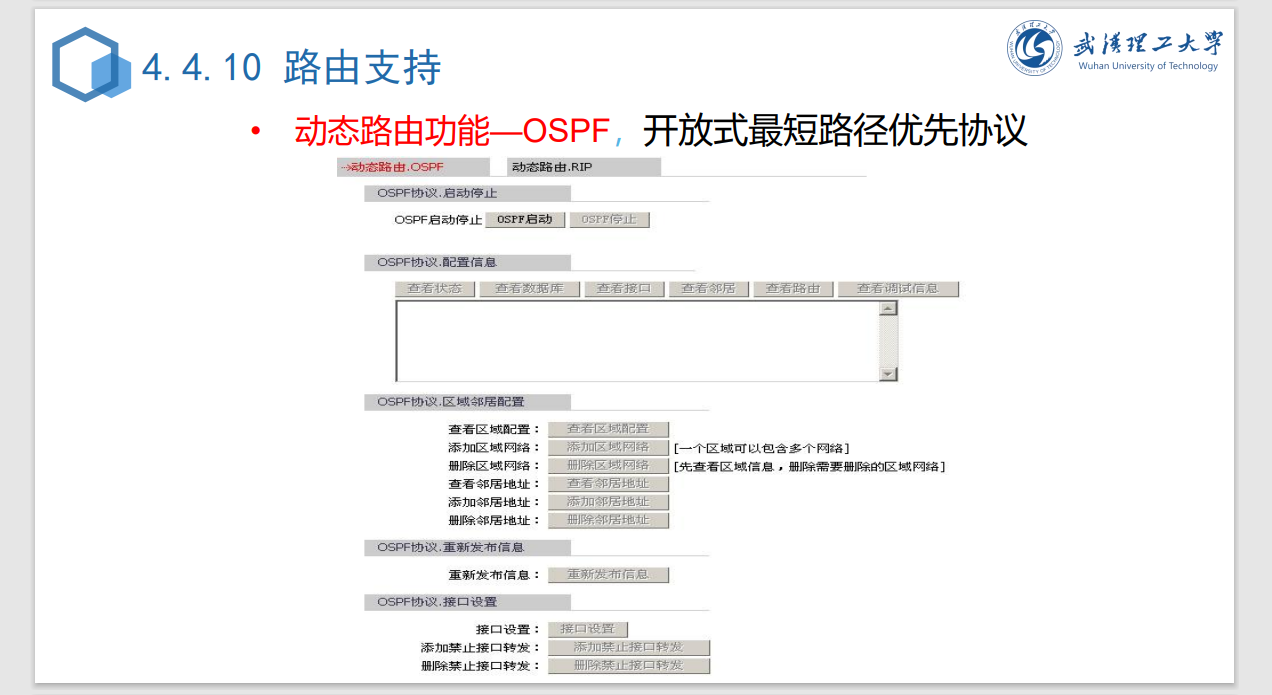 4.4.10 路由支持
武汉理工大学
Wuhan University of Technology
• 动态路由功能—OSPF，开放式最短路径优先协议
→动态路由.OSPF 动态路由.RIP
OSPF协议.启动停止
OSPF启动停止 OSPF启动 OSPF停止
OSPF协议.配置信息
查看状态 查看数据库 查看接口 查看邻居 查看路由 查看调试信息
OSPF协议.区域邻居配置
查看区域配置： 查看区域配置
添加区域网络： 添加区域网络 [一个区域可以包含多个网络]
删除区域网络： 删除区域网络 [先查看区域信息，删除需要删除的区域网络]
查看邻居地址： 查看邻居地址
添加邻居地址： 添加邻居地址
删除邻居地址： 删除邻居地址
OSPF协议.重新发布信息
重新发布信息： 重新发布信息
OSPF协议.接口设置
接口设置： 接口设置
添加禁止接口转发： 添加禁止接口转发
删除禁止接口转发： 删除禁止接口转发